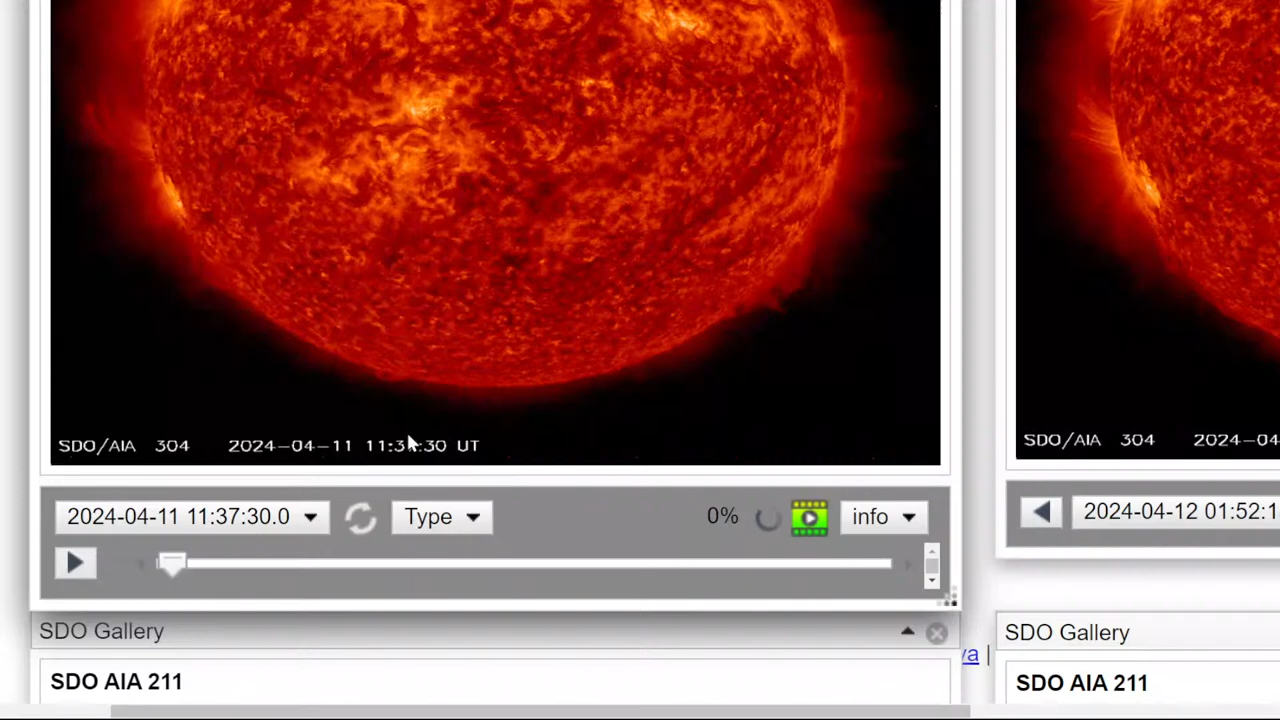 SDO/AIA 304 2024-04-11 11:37:30 UT
2024-04-11 11:37:30.0
Type
0%
info
SDO Gallery
SDO AIA 211
SDO/AIA 304 2024-04
2024-04-12 01:52:1
SDO Gallery
va |
SDO AIA 211